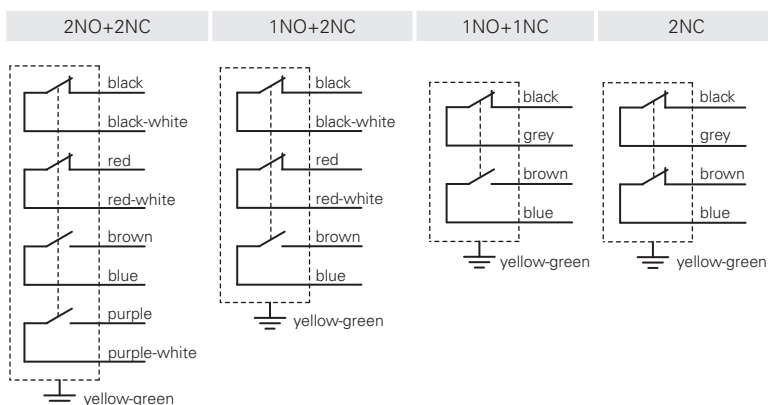 2NO+2NC
1NO+2NC
1NO+1NC
2NC
black
black-white
red
red-white
brown
blue
purple
purple-white
yellow-green
black
black-white
red
red-white
brown
blue
yellow-green
black
grey
brown
blue
yellow-green
black
grey
brown
blue
yellow-green